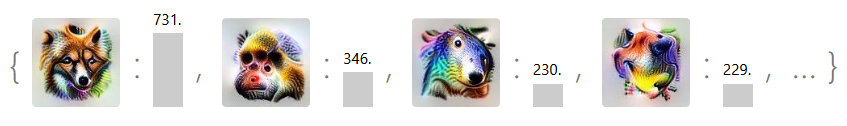 { : 731. , : 346. , : 230. , : 229. , ... }